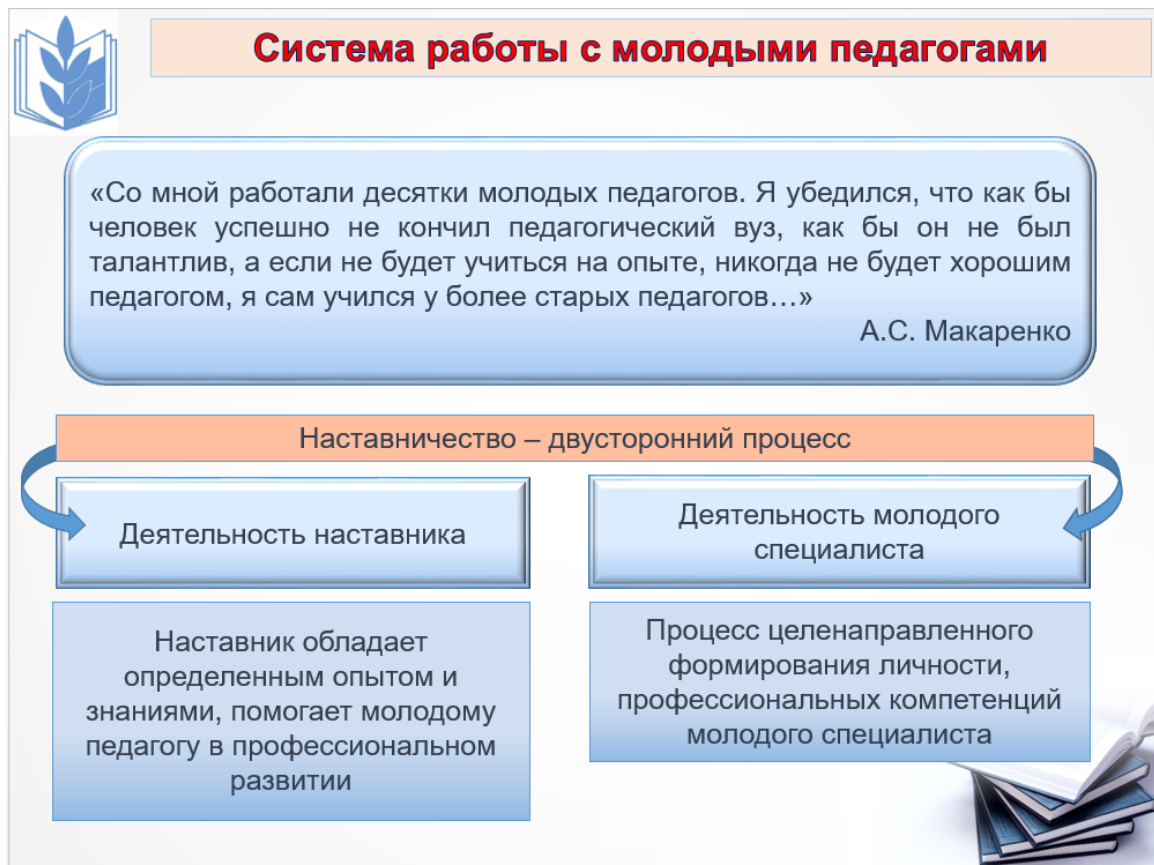 Система работы с молодыми педагогами
«Со мной работали десятки молодых педагогов. Я убедился, что как бы
человек успешно не кончил педагогический вуз, как бы он не был
талантлив, а если не будет учиться на опыте, никогда не будет хорошим
педагогом, я сам учился у более старых педагогов…»
А.С. Макаренко
Наставничество – двусторонний процесс
Деятельность наставника
Наставник обладает
определенным опытом и
знаниями, помогает молодому
педагогу в профессиональном
развитии
Деятельность молодого
специалиста
Процесс целенаправленного
формирования личности,
профессиональных компетенций
молодого специалиста